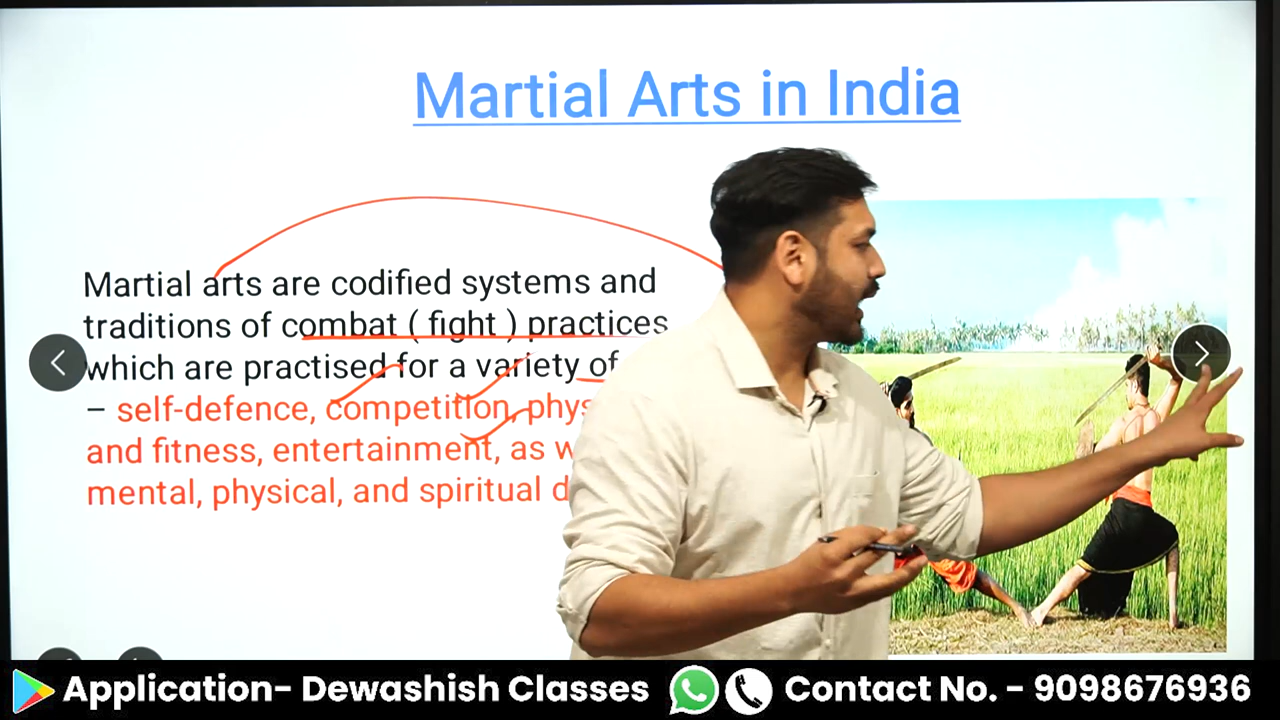 Martial Arts in India
Martial arts are codified systems and
traditions of combat ( fight ) practices
which are practised for a variety of
– self-defence, competition,
and fitness, entertainment, as
mental, physical, and spiritual
Application- Dewashish Classes
Contact No. - 9098676936